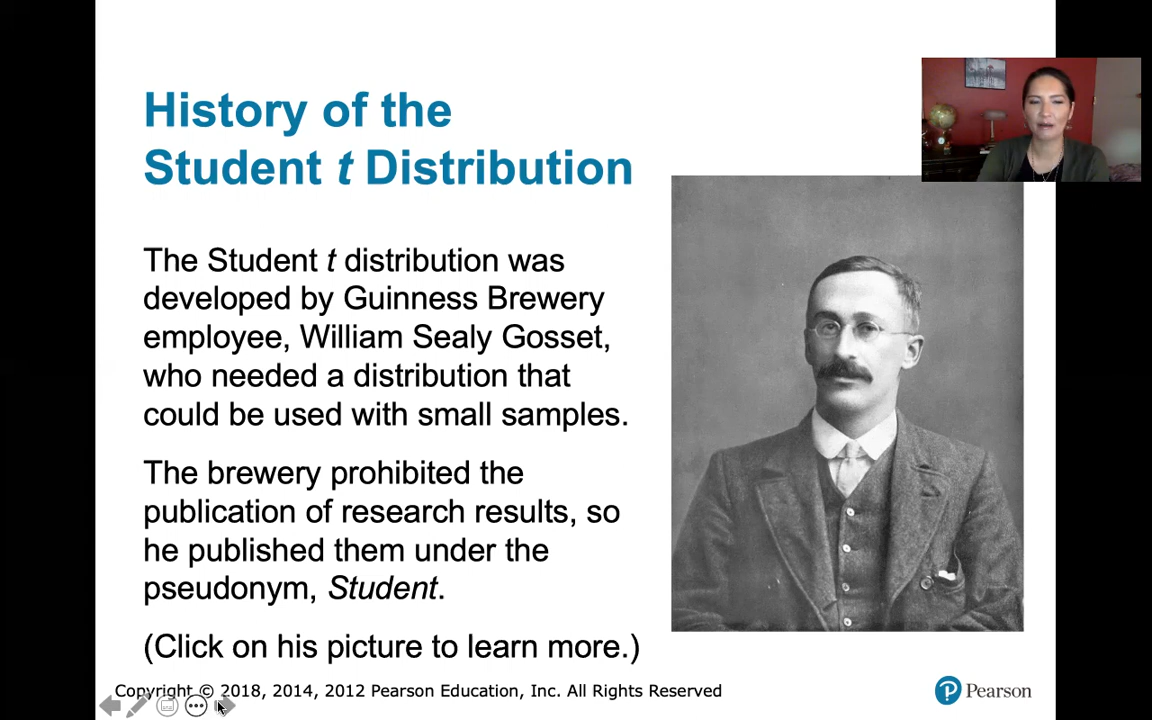 History of the
Student t Distribution
The Student t distribution was
developed by Guinness Brewery
employee, William Sealy Gosset,
who needed a distribution that
could be used with small samples.
The brewery prohibited the
publication of research results, so
he published them under the
pseudonym, Student.
(Click on his picture to learn more.)
Copyright © 2018, 2014, 2012 Pearson Education, Inc. All Rights Reserved
Pearson